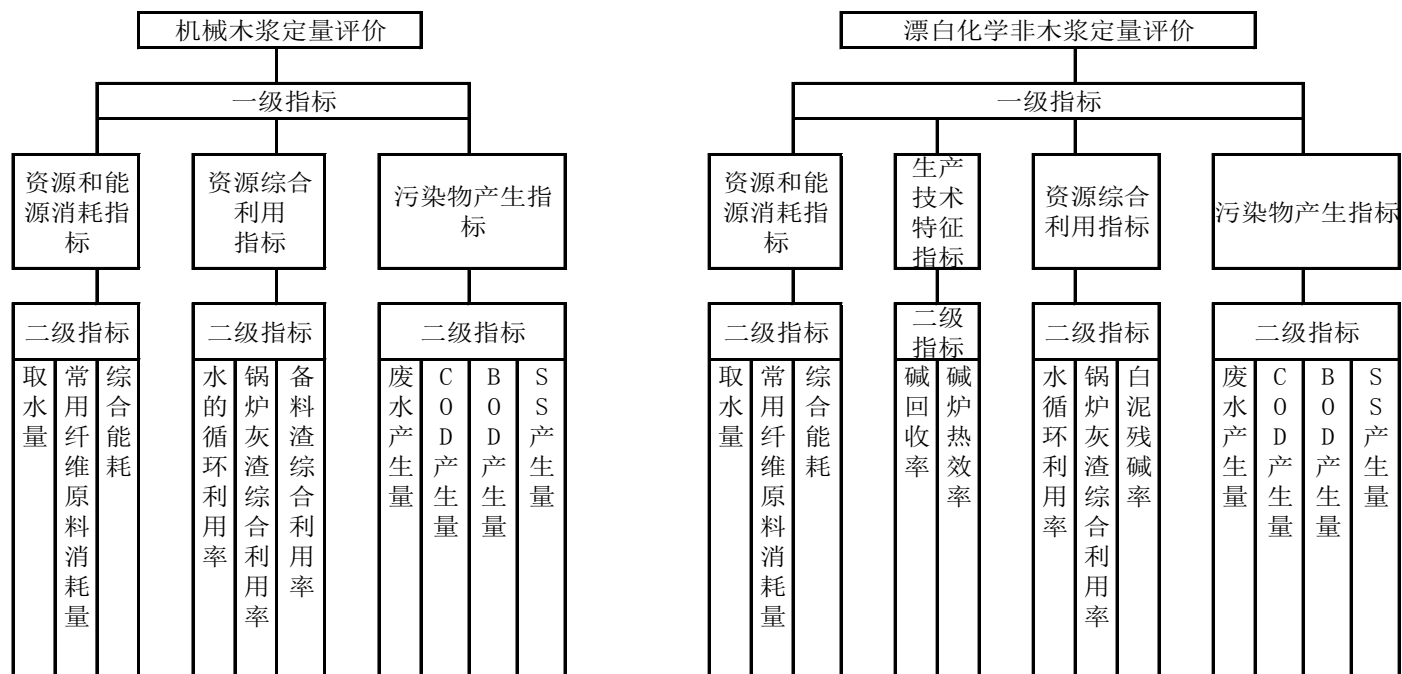 机械木浆定量评价
一级指标
资源和能
源消耗指
标
资源综合
利用
指标
污染物产生指
标
二级指标
二级指标
二级指标
取水量
常用纤维原料消耗量
综合能耗
水的循环利用率
锅炉灰渣综合利用率
备料渣综合利用率
废水产生量
COD产生量
BOD产生量
SS产生量
漂白化学非木浆定量评价
一级指标
资源和能
源消耗指
标
生产
技术
特征
指标
资源综合
利用指标
污染物产生指标
二级指标
二级
指标
二级指标
二级指标
取水量
常用纤维原料消耗量
综合能耗
碱回收率
碱炉热效率
水循环利用率
锅炉灰渣综合利用率
白泥残碱率
废水产生量
COD产生量
BOD产生量
SS产生量